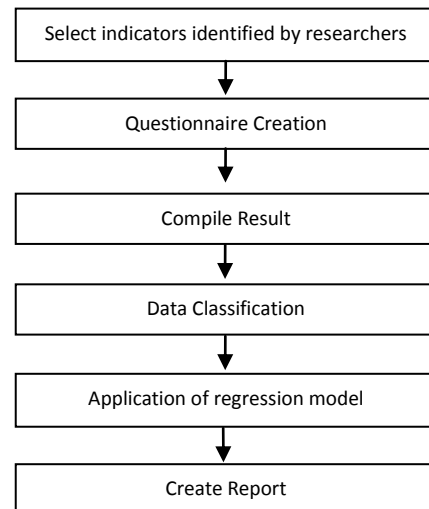 Select indicators identified by researchers
Questionnaire Creation
Compile Result
Data Classification
Application of regression model
Create Report